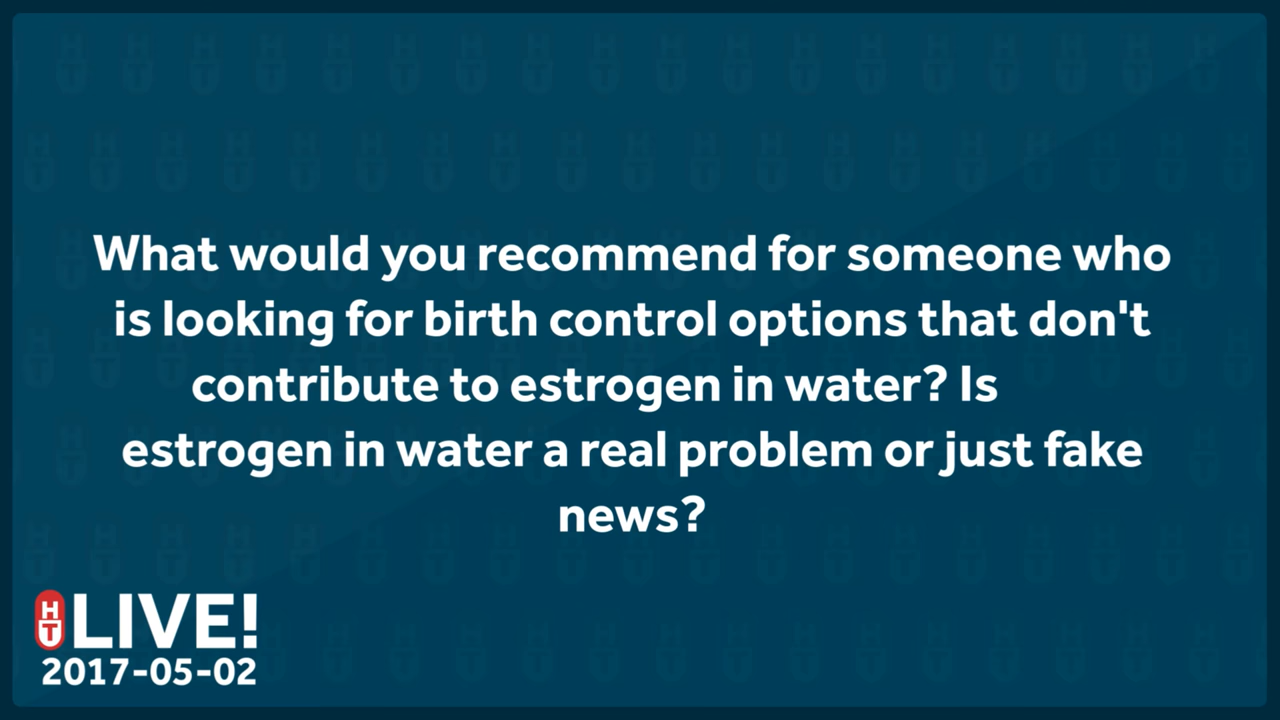 What would you recommend for someone who
is looking for birth control options that don't
contribute to estrogen in water? Is
estrogen in water a real problem or just fake
news?
HT LIVE!
2017-05-02